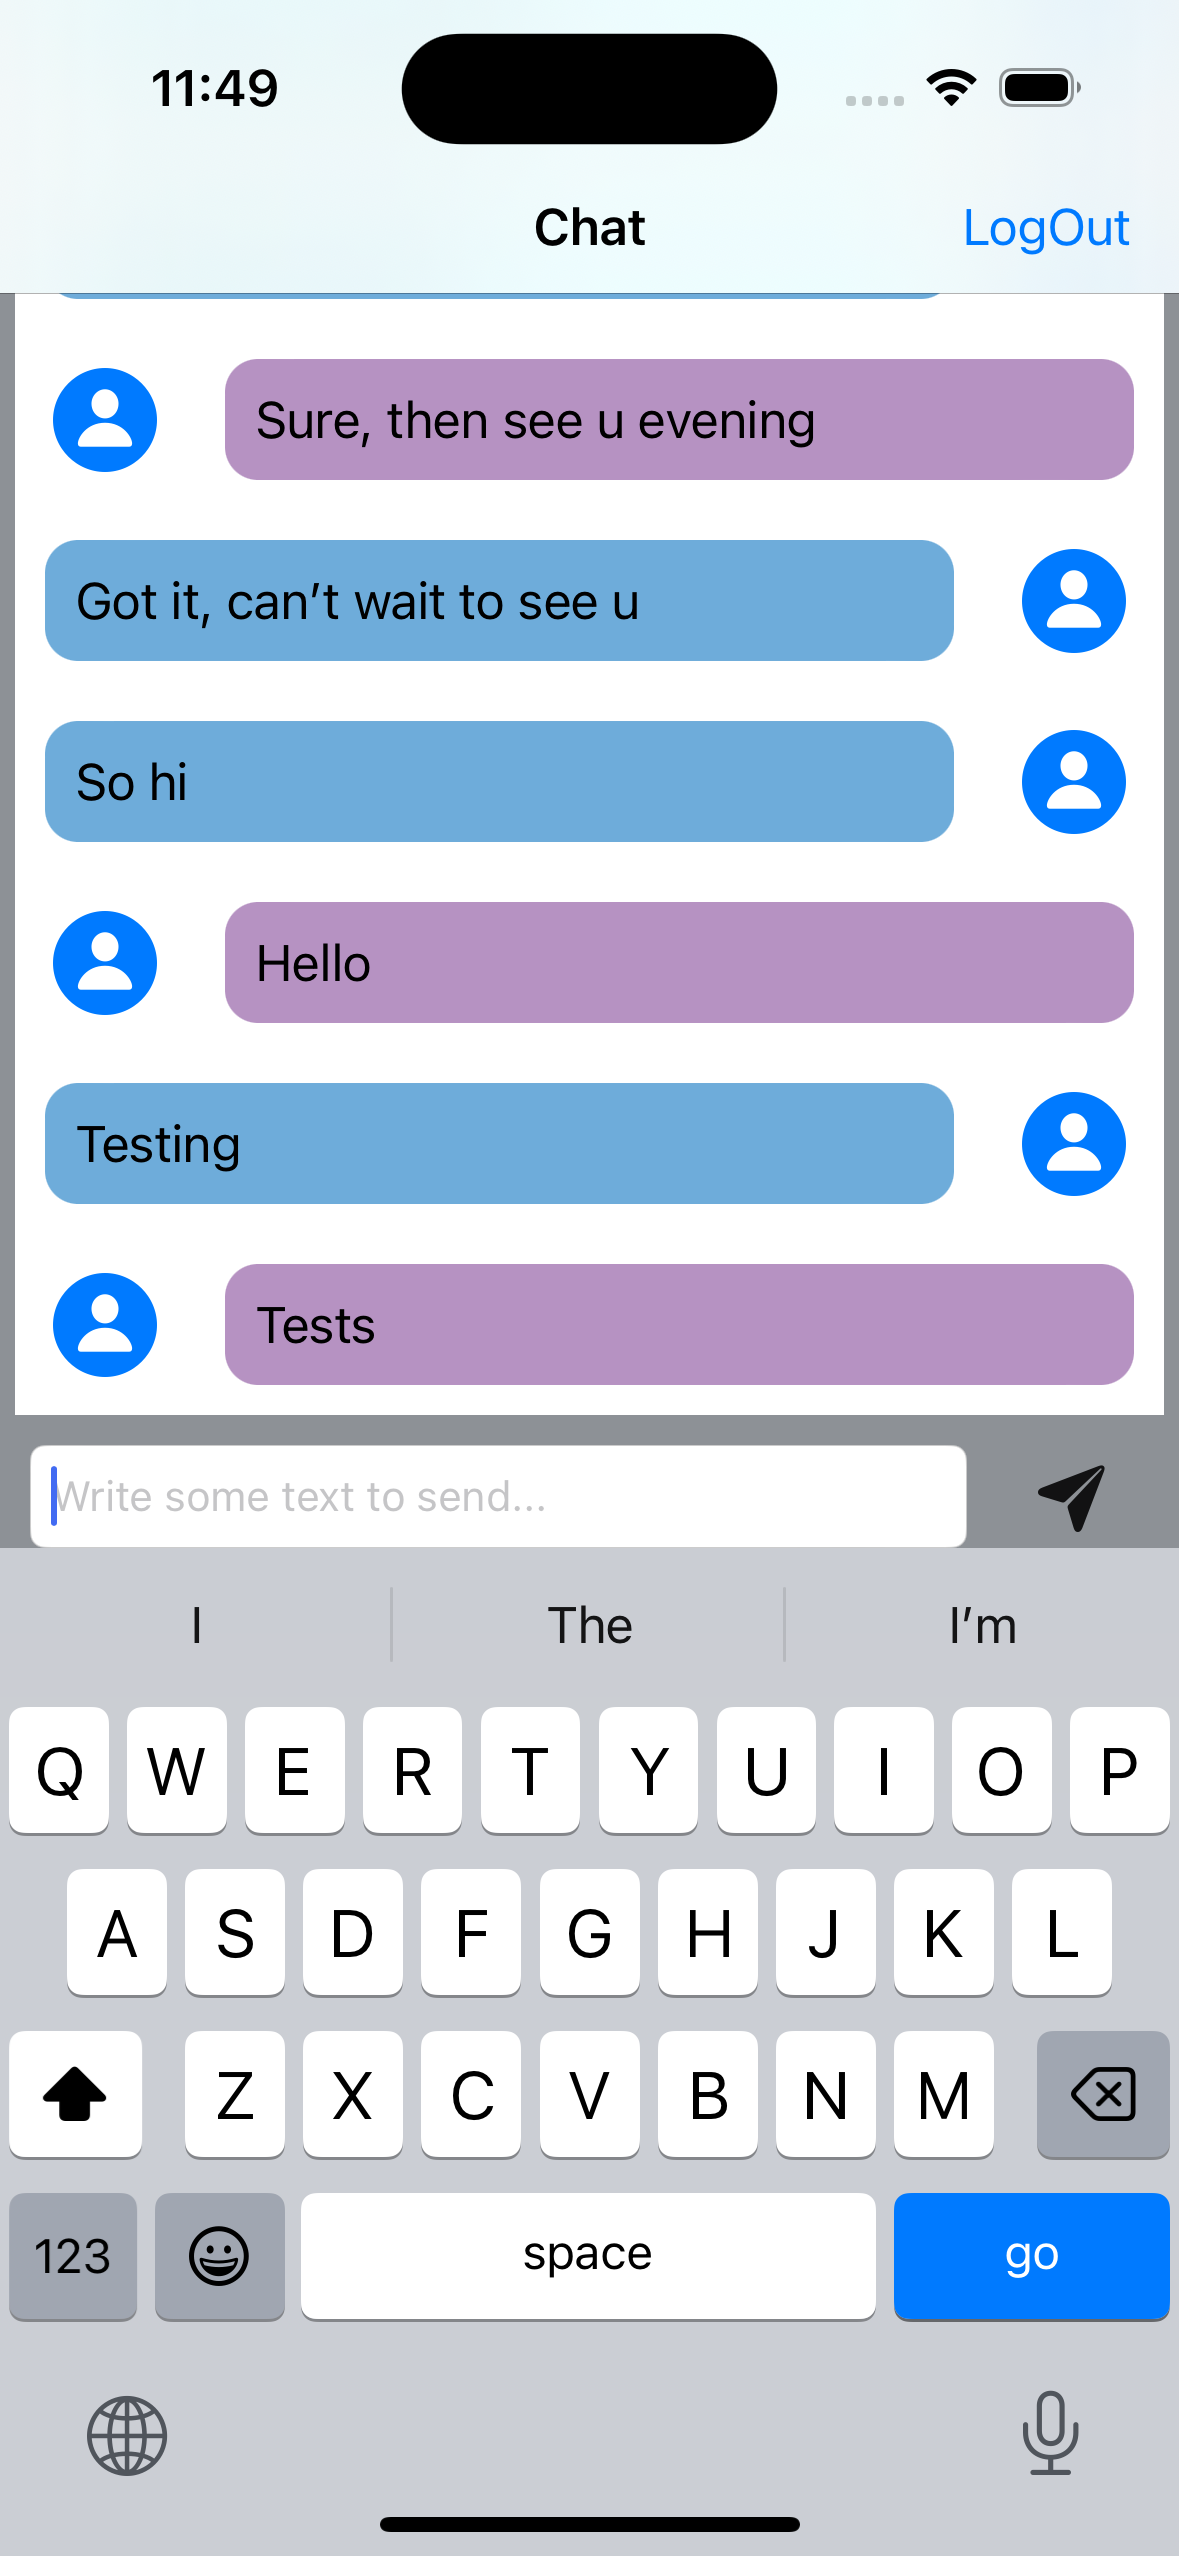 11:49
Chat
LogOut
Sure, then see u evening
Got it, can’t wait to see u
So hi
Hello
Testing
Tests
Write some text to send...
I The I’m
Q W E R T Y U I O P
A S D F G H J K L
Z X C V B N M
123 space go